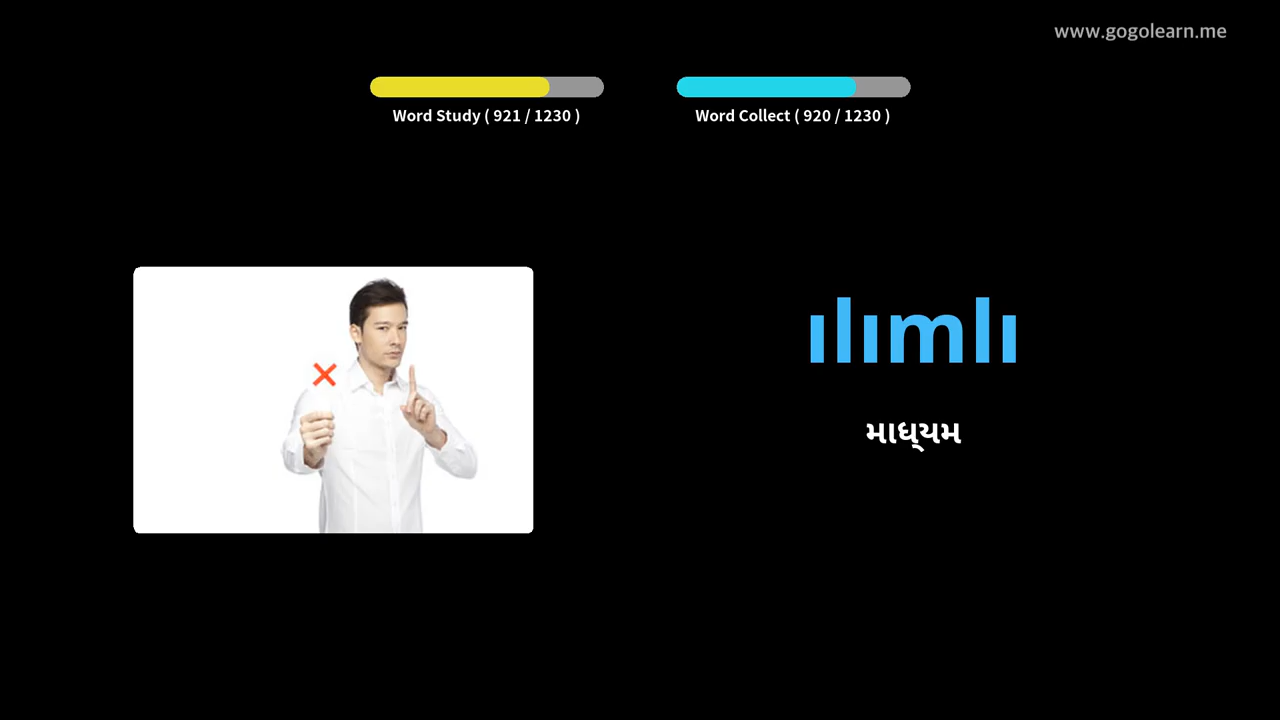 www.gogolearn.me
Word Study ( 921 / 1230 )
Word Collect ( 920 / 1230 )
ılımlı
માધ્યમ